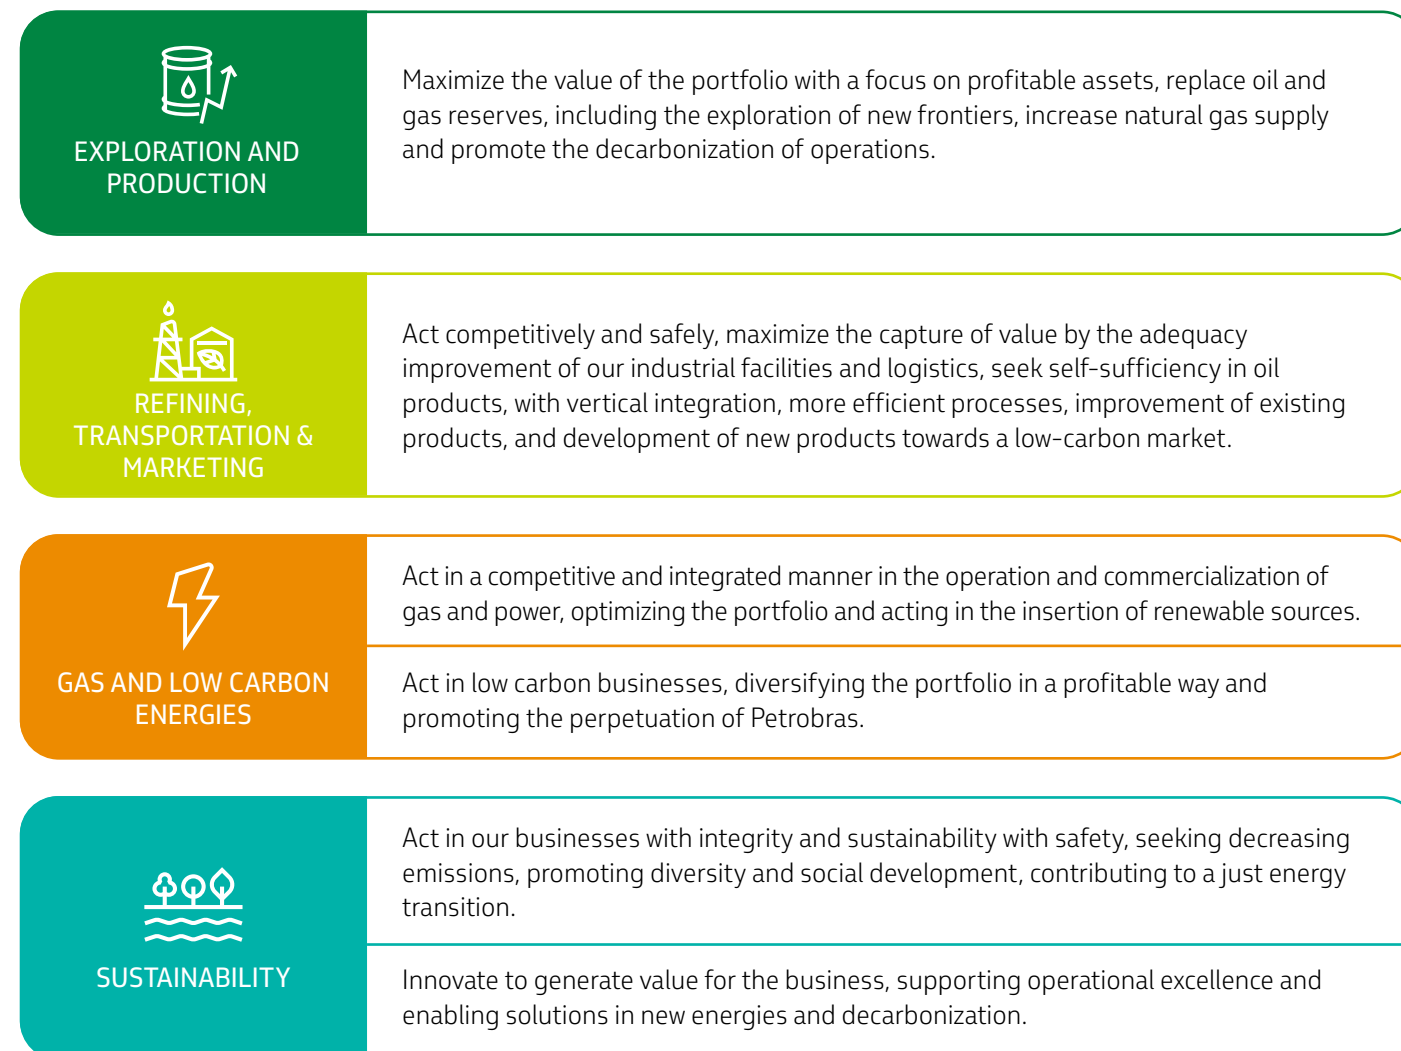 EXPLORATION AND
PRODUCTION
Maximize the value of the portfolio with a focus on profitable assets, replace oil and
gas reserves, including the exploration of new frontiers, increase natural gas supply
and promote the decarbonization of operations.
REFINING,
TRANSPORTATION &
MARKETING
Act competitively and safely, maximize the capture of value by the adequacy
improvement of our industrial facilities and logistics, seek self-sufficiency in oil
products, with vertical integration, more efficient processes, improvement of existing
products, and development of new products towards a low-carbon market.
GAS AND LOW CARBON
ENERGIES
Act in a competitive and integrated manner in the operation and commercialization of
gas and power, optimizing the portfolio and acting in the insertion of renewable sources.
Act in low carbon businesses, diversifying the portfolio in a profitable way and
promoting the perpetuation of Petrobras.
SUSTAINABILITY
Act in our businesses with integrity and sustainability with safety, seeking decreasing
emissions, promoting diversity and social development, contributing to a just energy
transition.
Innovate to generate value for the business, supporting operational excellence and
enabling solutions in new energies and decarbonization.